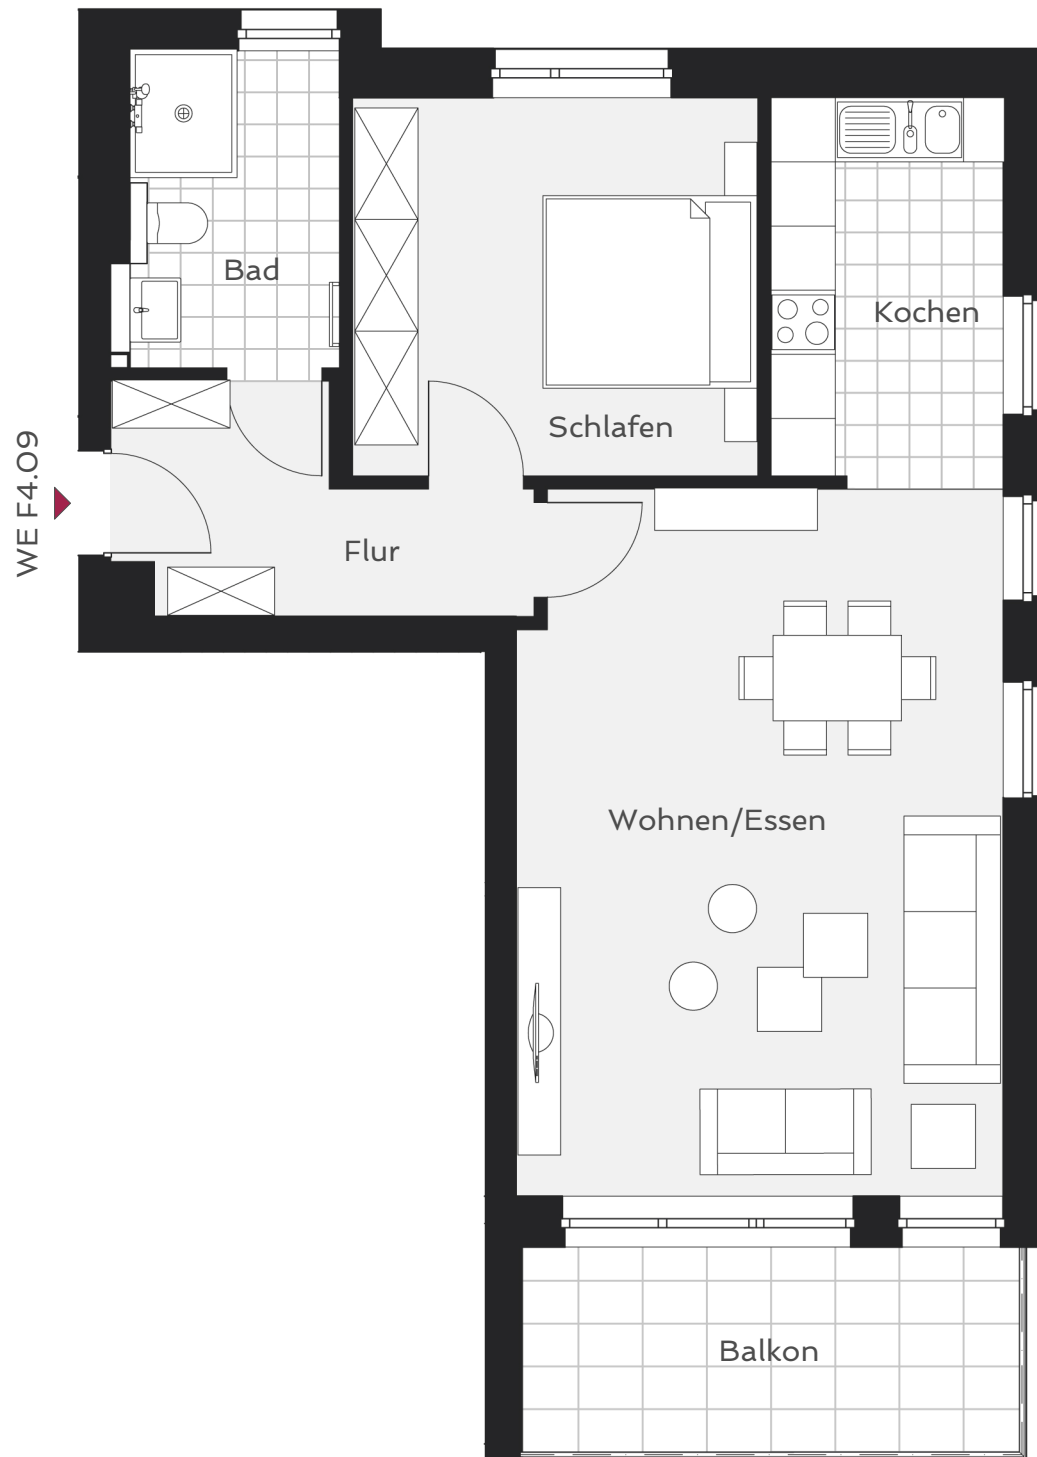 Bad
Kochen
Schlafen
WE F4.09
Flur
Wohnen/Essen
Balkon